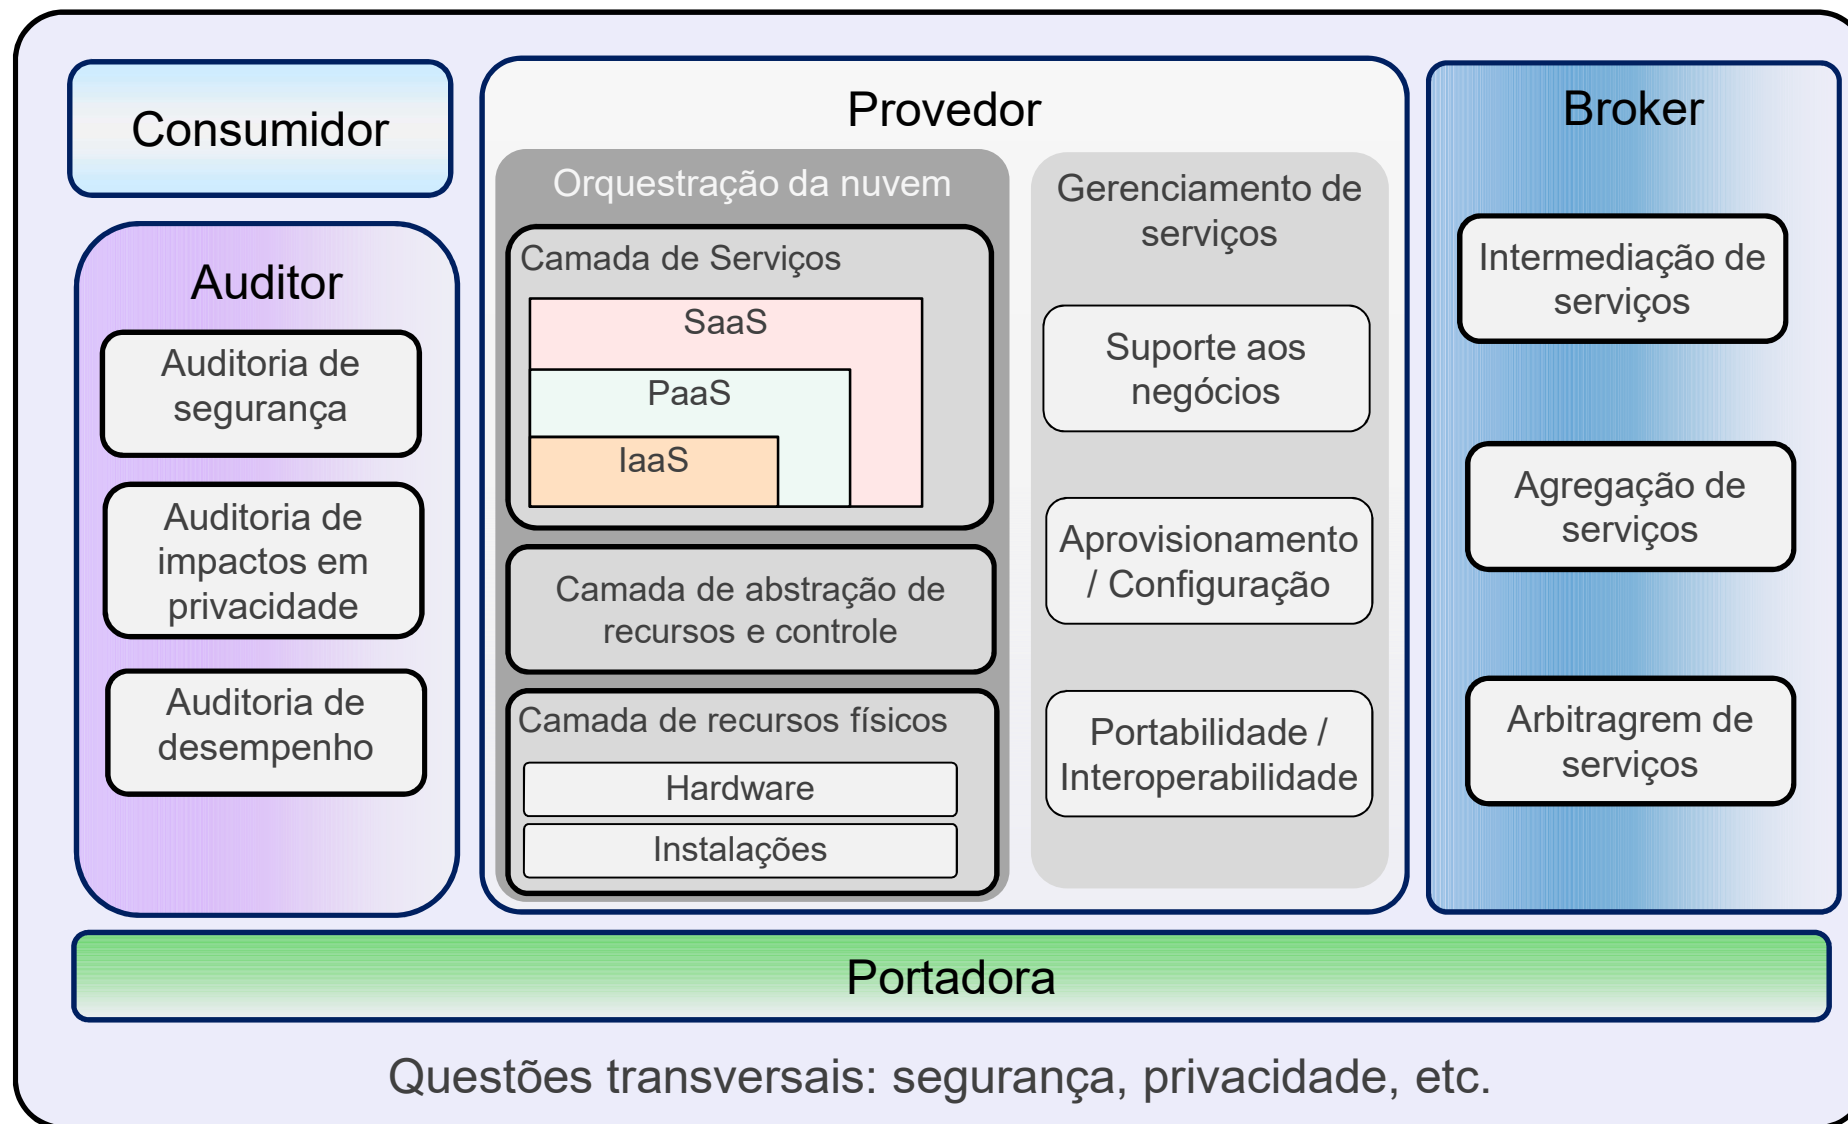 Consumidor
Auditor
Auditoria de
segurança
Auditoria de
impactos em
privacidade
Auditoria de
desempenho
Provedor
Orquestração da nuvem
Camada de Serviços
SaaS
PaaS
IaaS
Camada de abstração de
recursos e controle
Camada de recursos físicos
Hardware
Instalações
Gerenciamento de
serviços
Suporte aos
negócios
Aprovisionamento
/ Configuração
Portabilidade /
Interoperabilidade
Broker
Intermediação de
serviços
Agregação de
serviços
Arbitragrem de
serviços
Portadora
Questões transversais: segurança, privacidade, etc.